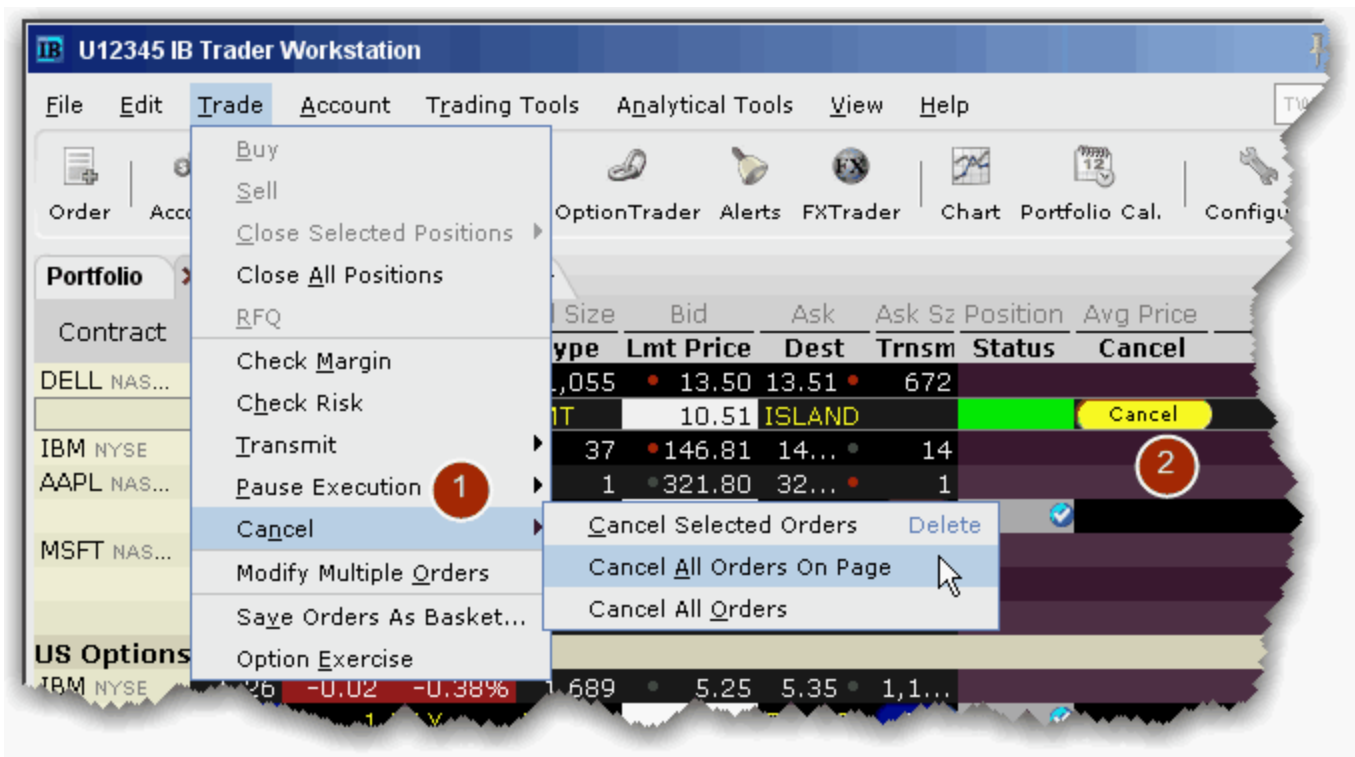 IB U12345 IB Trader Workstation
File Edit Trade Account Trading Tools Analytical Tools View Help
Buy
Sell
Close Selected Positions
Close All Positions
RFQ
Check Margin
Check Risk
Transmit
Pause Execution 1
Cancel
Modify Multiple Orders
Save Orders As Basket...
Option Exercise
Cancel Selected Orders Delete
Cancel All Orders On Page
Cancel All Orders
Order OptionTrader Alerts FX FXTrader Chart 12 Portfolio Cal.
Portfolio
Contract Size Bid Ask Ask Sz Position Avg Price
Lmt Price Dest Trnsm Status Cancel
DELL NAS... 13.50 13.51 672
10.51 ISLAND Cancel
IBM NYSE 37 146.81 14... 14
2
AAPL NAS... 1 321.80 32... 1
MSFT NAS...
US Options
IBM NYSE -0.02 -0.38% 1,689 5.25 5.35 1,1...